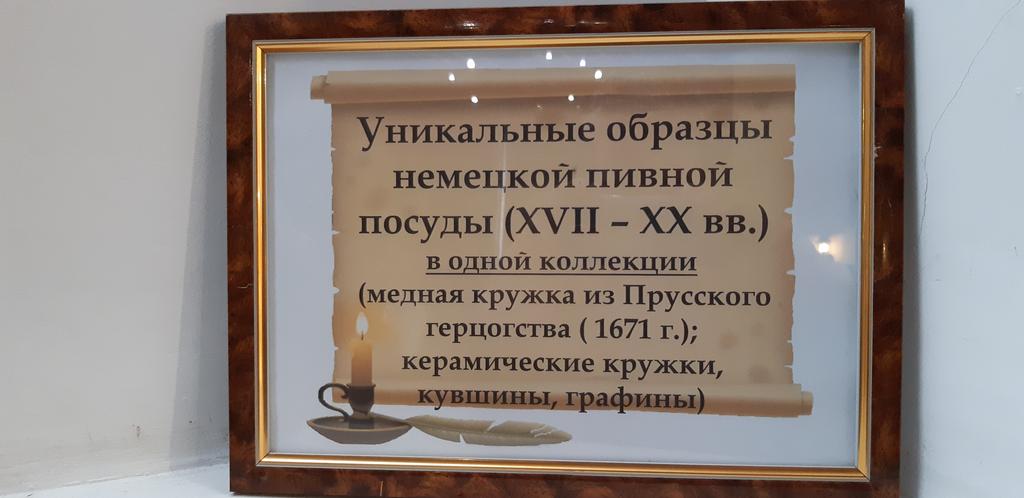 Уникальные образцы
немецкой пивной
посуды (XVII – XX вв.)
в одной коллекции
(медная кружка из Прусского
герцогства ( 1671 г.);
керамические кружки,
кувшины, графины)